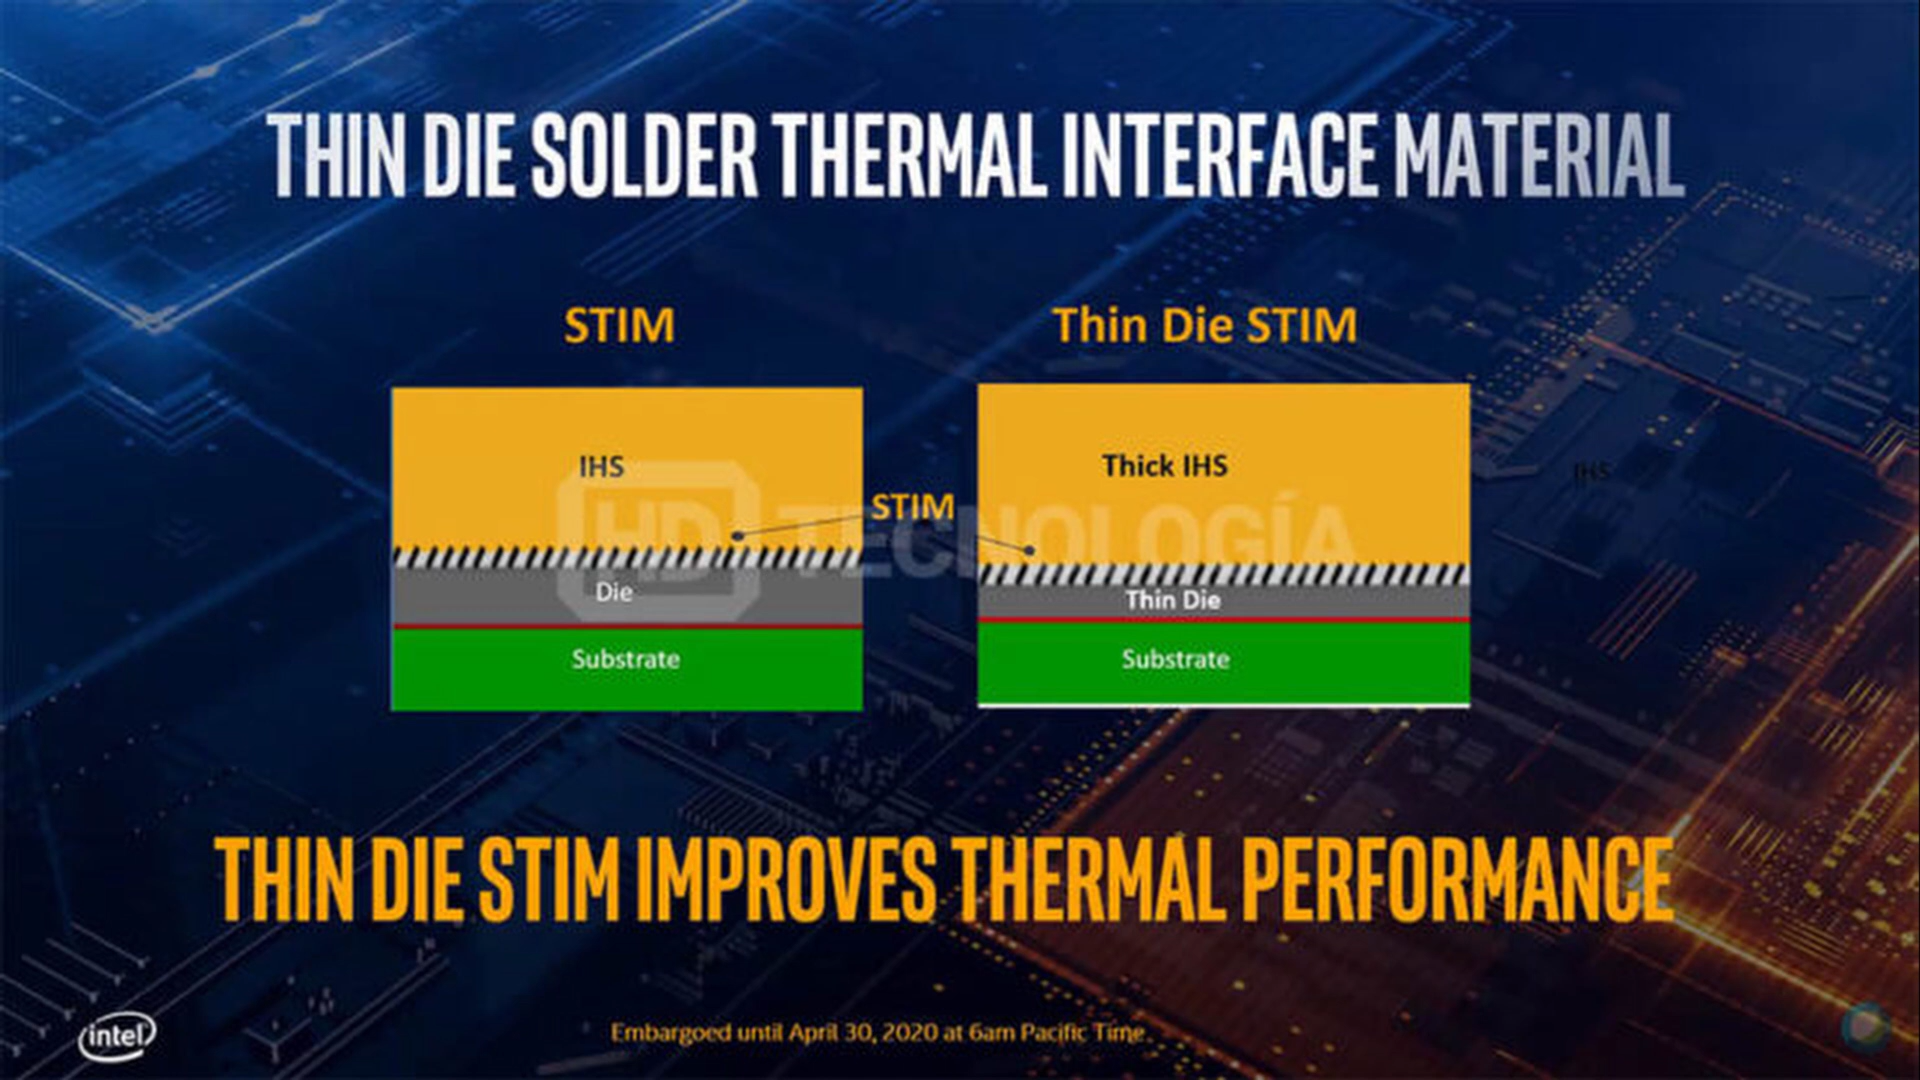 THIN DIE SOLDER THERMAL INTERFACE MATERIAL
STIM
Thin Die STIM
IHS
Thick IHS
IHS
STIM
HD TECNOLOGÍA
Die
Thin Die
Substrate
Substrate
THIN DIE STIM IMPROVES THERMAL PERFORMANCE
intel
Embargoed until April 30, 2020 at 6am Pacific Time.